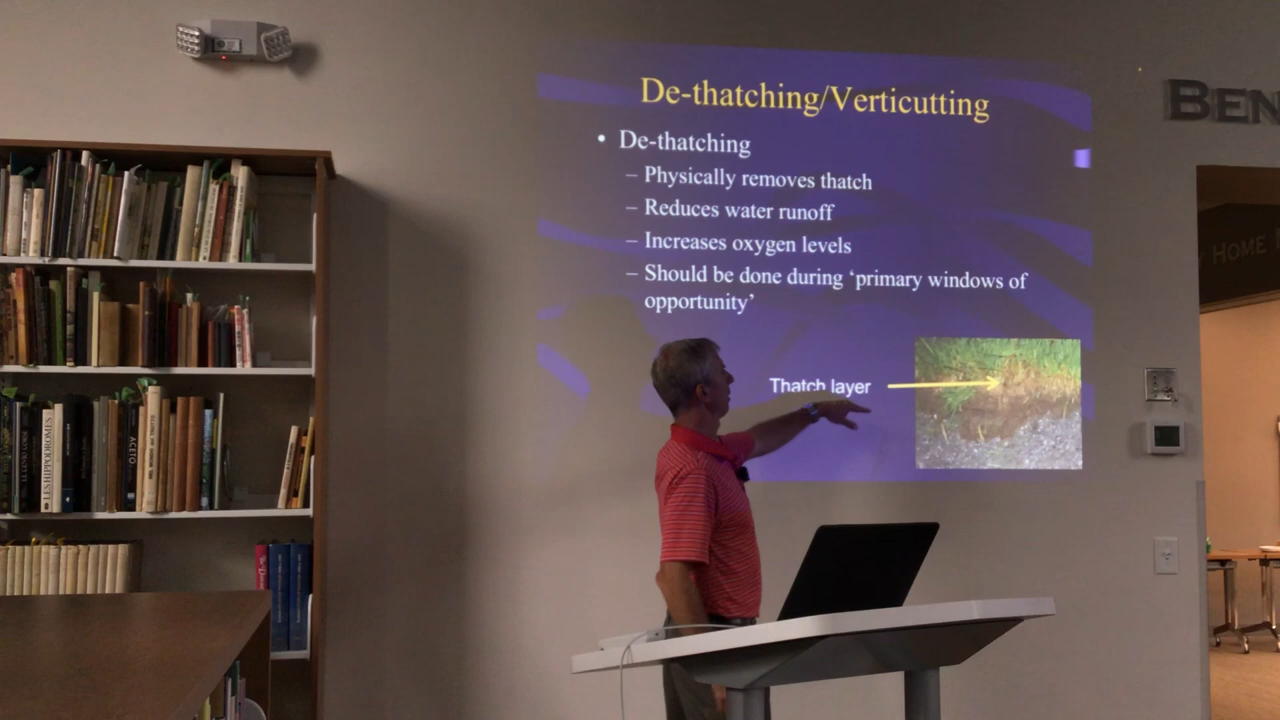 De-thatching/Verticutting
• De-thatching
– Physically removes thatch
– Reduces water runoff
– Increases oxygen levels
– Should be done during ‘primary windows of
opportunity’
Thatch layer
BEN
HOME
LES HIPPODROMES
ACETO